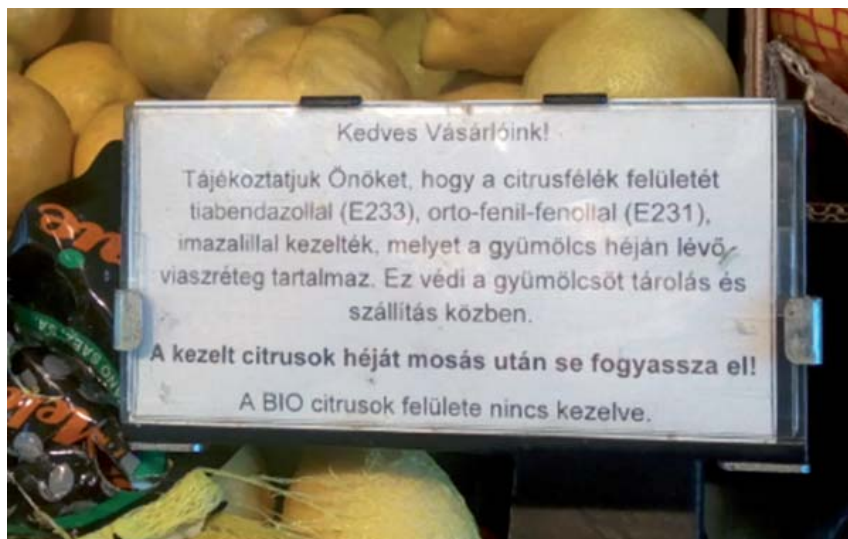 Kedves Vásárlóink!
Tájékoztatjuk Önöket, hogy a citrusfélék felületét
tiabendazollal (E233), orto-fenil-fenollal (E231),
imazalillal kezelték, melyet a gyümölcs héján lévő
viaszréteg tartalmaz. Ez védi a gyümölcsöt tárolás és
szállítás közben.
A kezelt citrusok héját mosás után se fogyassza el!
A BIO citrusok felülete nincs kezelve.